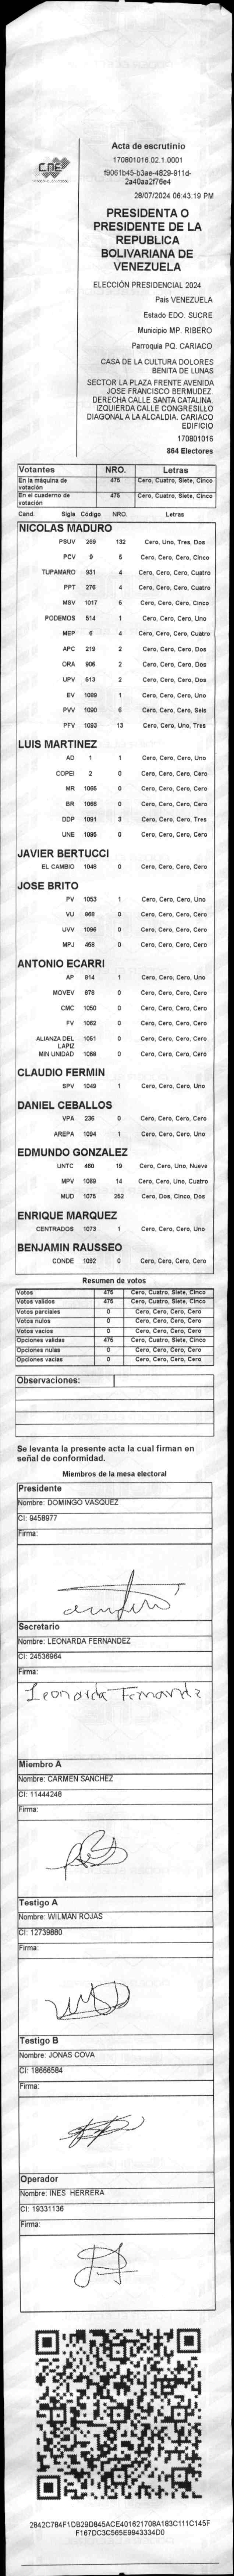 CNE
Acta de escrutinio
170801016.02.1.0001
f9061b45-b3ae-4829-911d-
2a40aa2f76e4
28/07/2024 06:43:19 PM
PRESIDENTA O
PRESIDENTE DE LA
REPUBLICA
BOLIVARIANA DE
VENEZUELA
ELECCIÓN PRESIDENCIAL 2024
País VENEZUELA
Estado EDO. SUCRE
Municipio MP. RIBERO
Parroquia PQ. CARIACO
CASA DE LA CULTURA DOLORES
BENITA DE LUNAS
SECTOR LA PLAZA FRENTE AVENIDA
JOSE FRANCISCO BERMUDEZ.
DERECHA CALLE SANTA CATALINA.
IZQUIERDA CALLE CONGRESILLO
DIAGONAL A LA ALCALDIA. CARIACO
EDIFICIO
170801016
864 Electores
Votantes NRO. Letras
En la máquina de votación 475 Cero, Cuatro, Siete, Cinco
En el cuaderno de votación 475 Cero, Cuatro, Siete, Cinco
Cand. Sigla Código NRO. Letras
NICOLAS MADURO
PSUV 269 132 Cero, Uno, Tres, Dos
PCV 9 5 Cero, Cero, Cero, Cinco
TUPAMARO 931 4 Cero, Cero, Cero, Cuatro
PPT 276 4 Cero, Cero, Cero, Cuatro
MSV 1017 5 Cero, Cero, Cero, Cinco
PODEMOS 514 1 Cero, Cero, Cero, Uno
MEP 6 4 Cero, Cero, Cero, Cuatro
APC 219 2 Cero, Cero, Cero, Dos
ORA 906 2 Cero, Cero, Cero, Dos
UPV 513 2 Cero, Cero, Cero, Dos
EV 1089 1 Cero, Cero, Cero, Uno
PVV 1090 6 Cero, Cero, Cero, Seis
PFV 1093 13 Cero, Cero, Uno, Tres
LUIS MARTINEZ
AD 1 1 Cero, Cero, Cero, Uno
COPEI 2 0 Cero, Cero, Cero, Cero
MR 1065 0 Cero, Cero, Cero, Cero
BR 1066 0 Cero, Cero, Cero, Cero
DDP 1091 3 Cero, Cero, Cero, Tres
UNE 1095 0 Cero, Cero, Cero, Cero
JAVIER BERTUCCI
EL CAMBIO 1048 0 Cero, Cero, Cero, Cero
JOSE BRITO
PV 1053 1 Cero, Cero, Cero, Uno
VU 868 0 Cero, Cero, Cero, Cero
UVV 1096 0 Cero, Cero, Cero, Cero
MPJ 458 0 Cero, Cero, Cero, Cero
ANTONIO ECARRI
AP 814 1 Cero, Cero, Cero, Uno
MOVEV 878 0 Cero, Cero, Cero, Cero
CMC 1050 0 Cero, Cero, Cero, Cero
FV 1062 0 Cero, Cero, Cero, Cero
ALIANZA DEL LAPIZ 1051 0 Cero, Cero, Cero, Cero
MIN UNIDAD 1068 0 Cero, Cero, Cero, Cero
CLAUDIO FERMIN
SPV 1049 1 Cero, Cero, Cero, Uno
DANIEL CEBALLOS
VPA 236 0 Cero, Cero, Cero, Cero
AREPA 1094 1 Cero, Cero, Cero, Uno
EDMUNDO GONZALEZ
UNTC 460 19 Cero, Cero, Uno, Nueve
MPV 1069 14 Cero, Cero, Uno, Cuatro
MUD 1075 252 Cero, Dos, Cinco, Dos
ENRIQUE MARQUEZ
CENTRADOS 1073 1 Cero, Cero, Cero, Uno
BENJAMIN RAUSSEO
CONDE 1092 0 Cero, Cero, Cero, Cero
Resumen de votos
Votos 475 Cero, Cuatro, Siete, Cinco
Votos validos 475 Cero, Cuatro, Siete, Cinco
Votos parciales 0 Cero, Cero, Cero, Cero
Votos nulos 0 Cero, Cero, Cero, Cero
Votos vacios 0 Cero, Cero, Cero, Cero
Opciones validas 475 Cero, Cuatro, Siete, Cinco
Opciones nulas 0 Cero, Cero, Cero, Cero
Opciones vacias 0 Cero, Cero, Cero, Cero
Observaciones:
Se levanta la presente acta la cual firman en
señal de conformidad.
Miembros de la mesa electoral
Presidente
Nombre: DOMINGO VASQUEZ
CI: 9458977
Firma:
Secretario
Nombre: LEONARDA FERNANDEZ
CI: 24536964
Firma:
Leonarda Fernande
Miembro A
Nombre: CARMEN SANCHEZ
CI: 11444248
Firma:
Testigo A
Nombre: WILMAN ROJAS
CI: 12739880
Firma:
Testigo B
Nombre: JONAS COVA
CI: 18666584
Firma:
Operador
Nombre: INES HERRERA
CI: 19331136
Firma:
2842C784F1DB29D845ACE401621708A183C111C145F
F167DC3C565E9943334D0